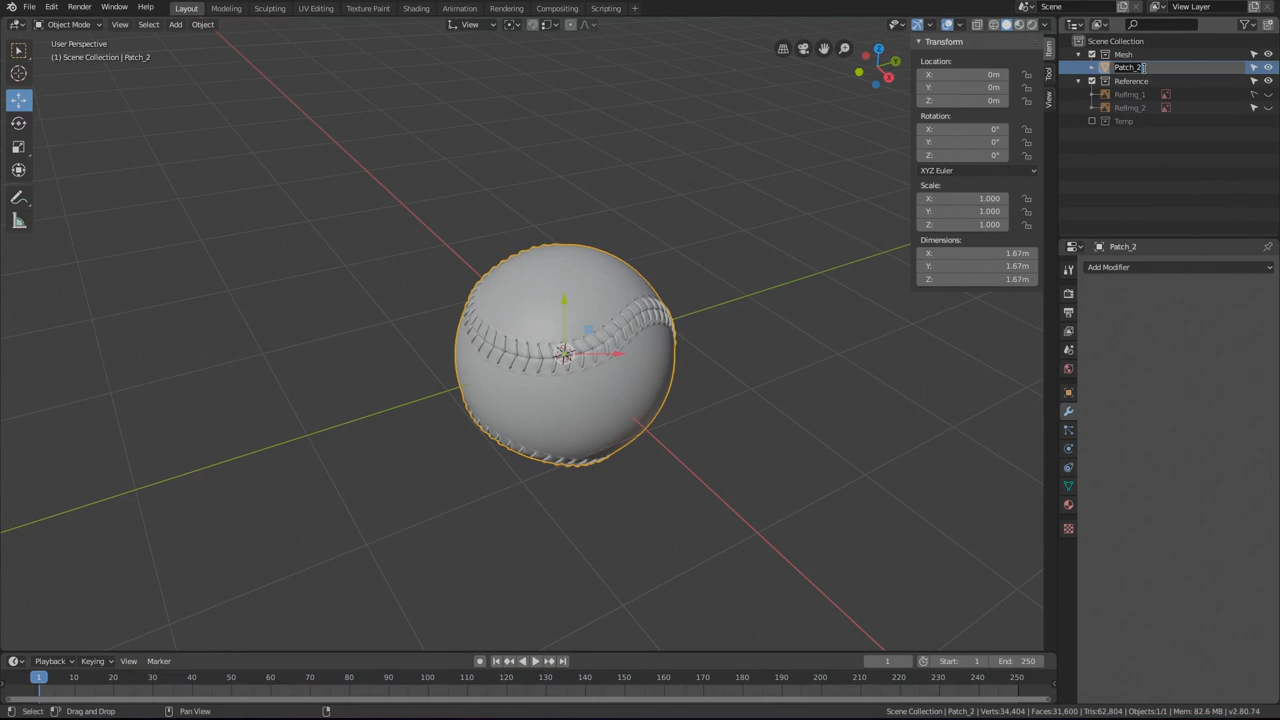 File Edit Render Window Help
Layout Modeling Sculpting UV Editing Texture Paint Shading Animation Rendering Compositing Scripting +
Scene
View Layer
Object Mode View Select Add Object
View
User Perspective
(1) Scene Collection | Patch_2
Z
Y
X
Transform
Location:
X: 0m
Y: 0m
Z: 0m
Rotation:
X: 0°
Y: 0°
Z: 0°
XYZ Euler
Scale:
X: 1.000
Y: 1.000
Z: 1.000
Dimensions:
X: 1.67m
Y: 1.67m
Z: 1.67m
Item
Tool
View
Scene Collection
Mesh
Patch_2
Reference
RefImg_1
RefImg_2
Temp
Patch_2
Add Modifier
Playback Keying View Marker
1
Start: 1
End: 250
1 10 20 30 40 50 60 70 80 90 100 110 120 130 140 150 160 170 180 190 200 210 220 230 240 250
Select Drag and Drop Pan View
Scene Collection | Patch_2 | Verts:34,404 | Faces:31,600 | Tris:62,804 | Objects:1/1 | Mem: 82.6 MB | v2.80.74